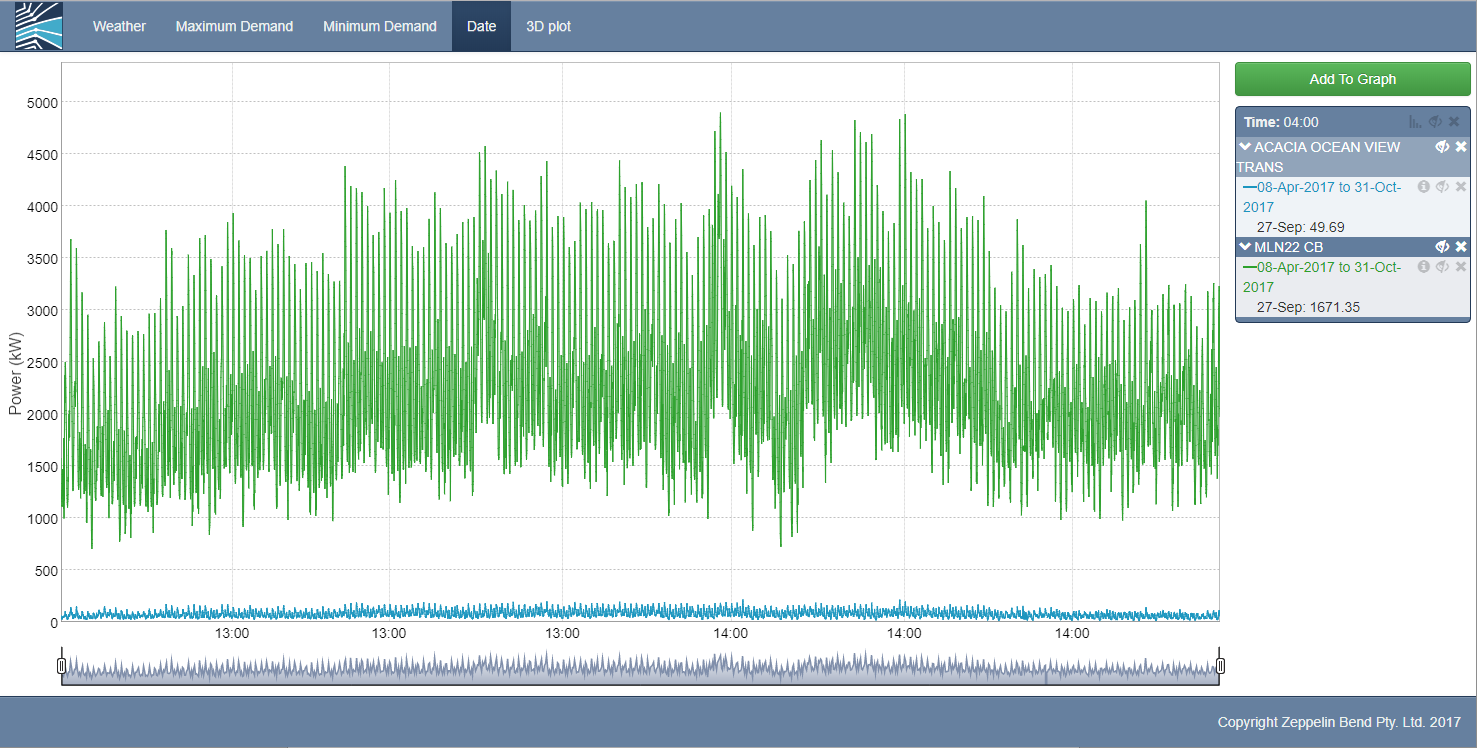 Weather Maximum Demand Minimum Demand Date 3D plot
Add To Graph
Time: 04:00
ACACIA OCEAN VIEW
TRANS
08-Apr-2017 to 31-Oct-
2017
27-Sep: 49.69
MLN22 CB
08-Apr-2017 to 31-Oct-
2017
27-Sep: 1671.35
Power (kW)
5000
4500
4000
3500
3000
2500
2000
1500
1000
500
0
13:00 13:00 13:00 14:00 14:00 14:00
Copyright Zeppelin Bend Pty. Ltd. 2017